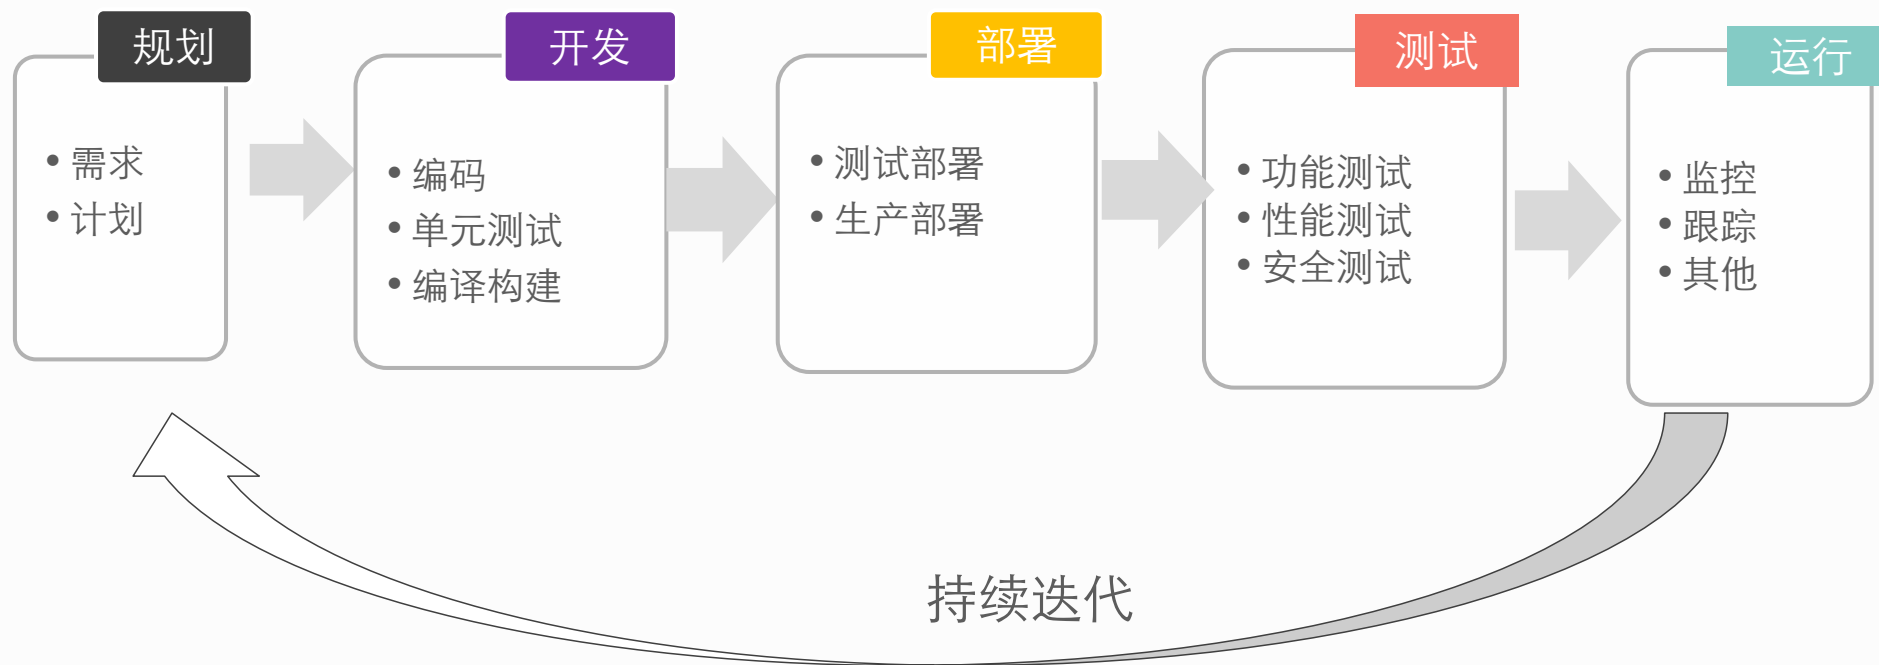 规划
• 需求
• 计划
开发
• 编码
• 单元测试
• 编译构建
部署
• 测试部署
• 生产部署
测试
• 功能测试
• 性能测试
• 安全测试
运行
• 监控
• 跟踪
• 其他
持续迭代